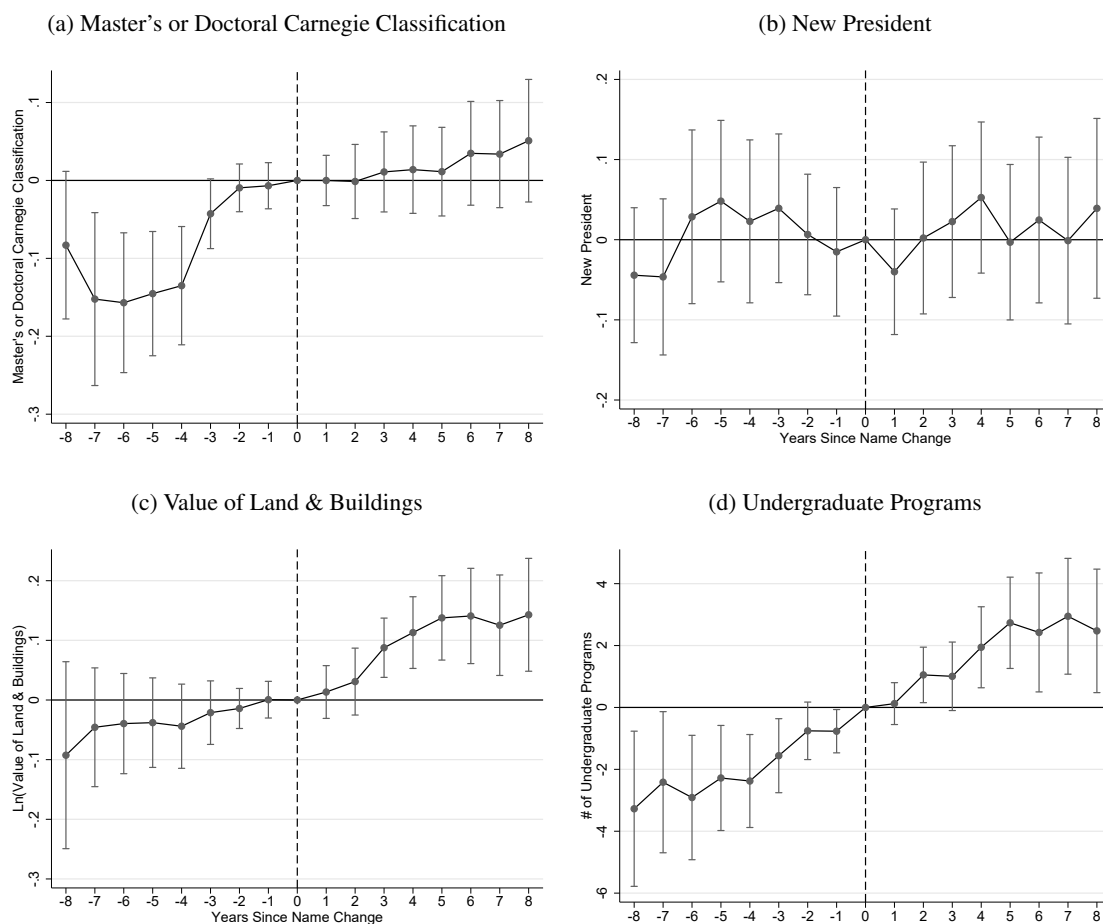 (a) Master's or Doctoral Carnegie Classification
Master's or Doctoral Carnegie Classification
.1
0
-.1
-.2
-.3
-8 -7 -6 -5 -4 -3 -2 -1 0 1 2 3 4 5 6 7 8
(b) New President
New President
.2
.1
0
-.1
-.2
-8 -7 -6 -5 -4 -3 -2 -1 0 1 2 3 4 5 6 7 8
Years Since Name Change
(c) Value of Land & Buildings
Ln(Value of Land & Buildings)
.2
.1
0
-.1
-.2
-.3
-8 -7 -6 -5 -4 -3 -2 -1 0 1 2 3 4 5 6 7 8
Years Since Name Change
(d) Undergraduate Programs
# of Undergraduate Programs
4
2
0
-2
-4
-6
-8 -7 -6 -5 -4 -3 -2 -1 0 1 2 3 4 5 6 7 8